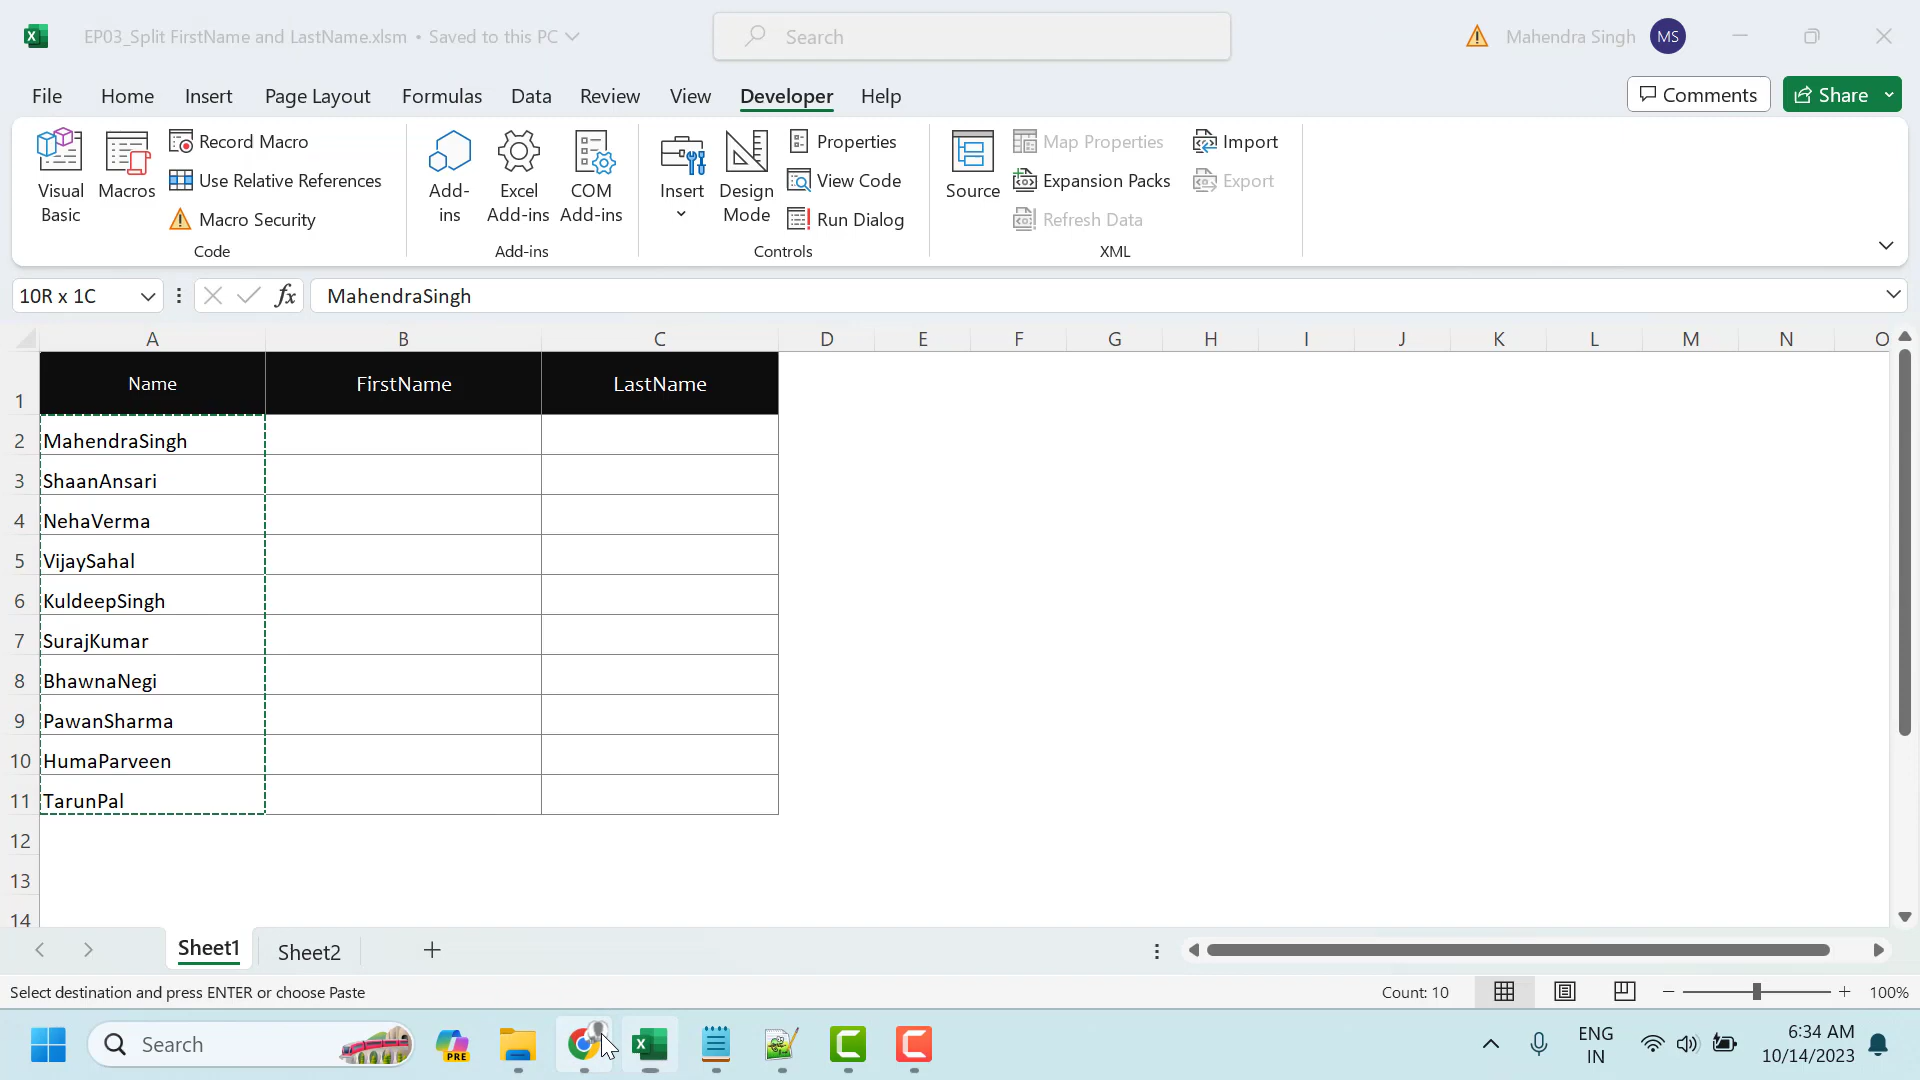 EP03_Split FirstName and LastName.xlsm • Saved to this PC
Search
Mahendra Singh MS
File Home Insert Page Layout Formulas Data Review View Developer Help
Comments Share
Visual Basic
Macros
Record Macro
Use Relative References
Macro Security
Code
Add-ins
Excel Add-ins
COM Add-ins
Add-ins
Insert
Design Mode
Properties
View Code
Run Dialog
Controls
Source
Map Properties
Expansion Packs
Refresh Data
Import
Export
XML
10R x 1C fx MahendraSingh
A B C D E F G H I J K L M N O
1 Name FirstName LastName
2 MahendraSingh
3 ShaanAnsari
4 NehaVerma
5 VijaySahal
6 KuldeepSingh
7 SurajKumar
8 BhawnaNegi
9 PawanSharma
10 HumaParveen
11 TarunPal
12
13
14
Sheet1 Sheet2
Select destination and press ENTER or choose Paste Count: 10 100%
Search PRE ENG IN 6:34 AM 10/14/2023